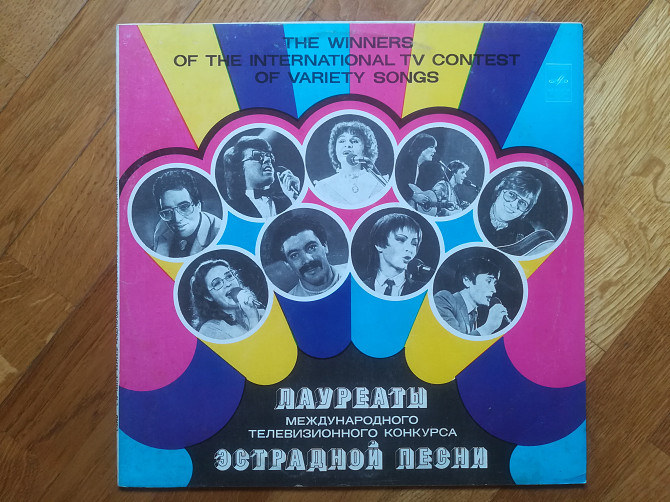 THE WINNERS
OF THE INTERNATIONAL TV CONTEST
OF VARIETY SONGS
ЛАУРЕАТЫ
МЕЖДУНАРОДНОГО
ТЕЛЕВИЗИОННОГО КОНКУРСА
ЭСТРАДНОЙ ПЕСНИ